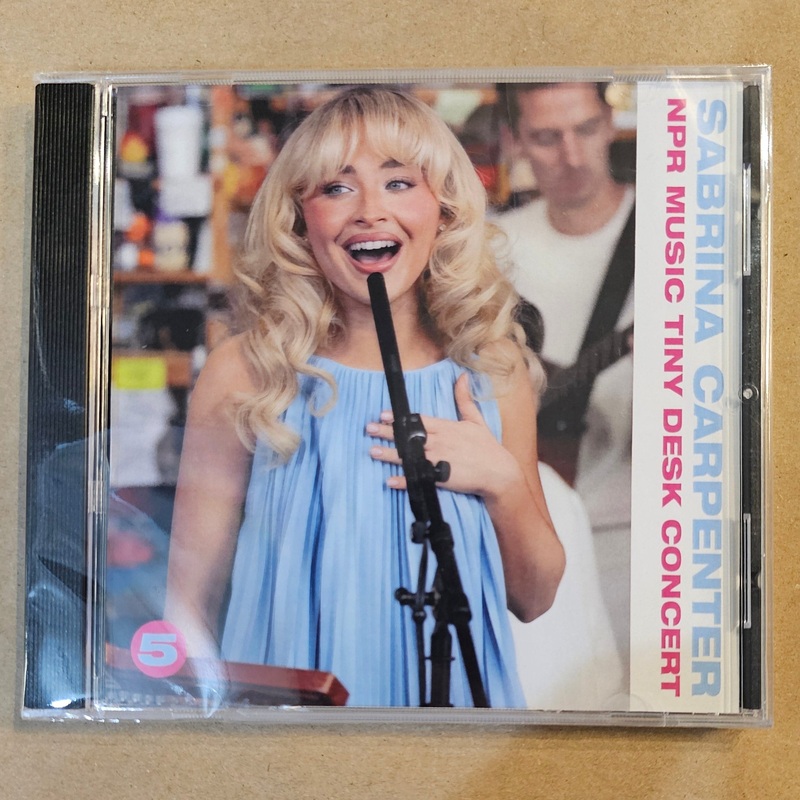 SABRINA CARPENTER
NPR MUSIC TINY DESK CONCERT
5